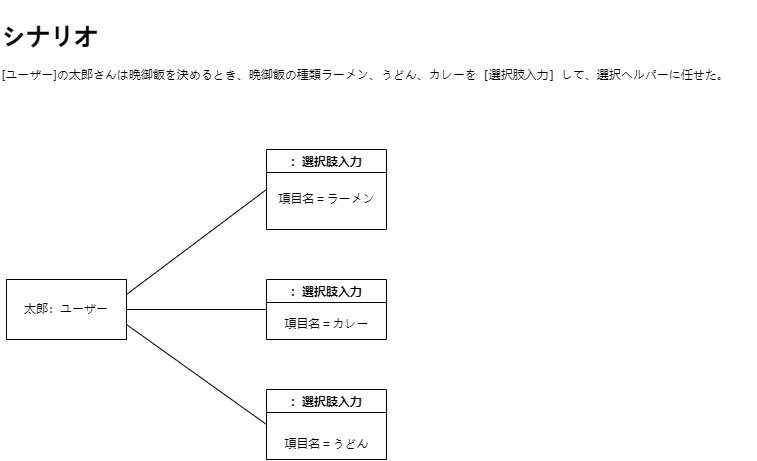 シナリオ
[ユーザー]の太郎さんは晩御飯を決めるとき、晩御飯の種類ラーメン、うどん、カレーを［選択肢入力］して、選択ヘルパーに任せた。
：選択肢入力
項目名＝ラーメン
：選択肢入力
太郎：ユーザー
項目名＝カレー
：選択肢入力
項目名＝うどん